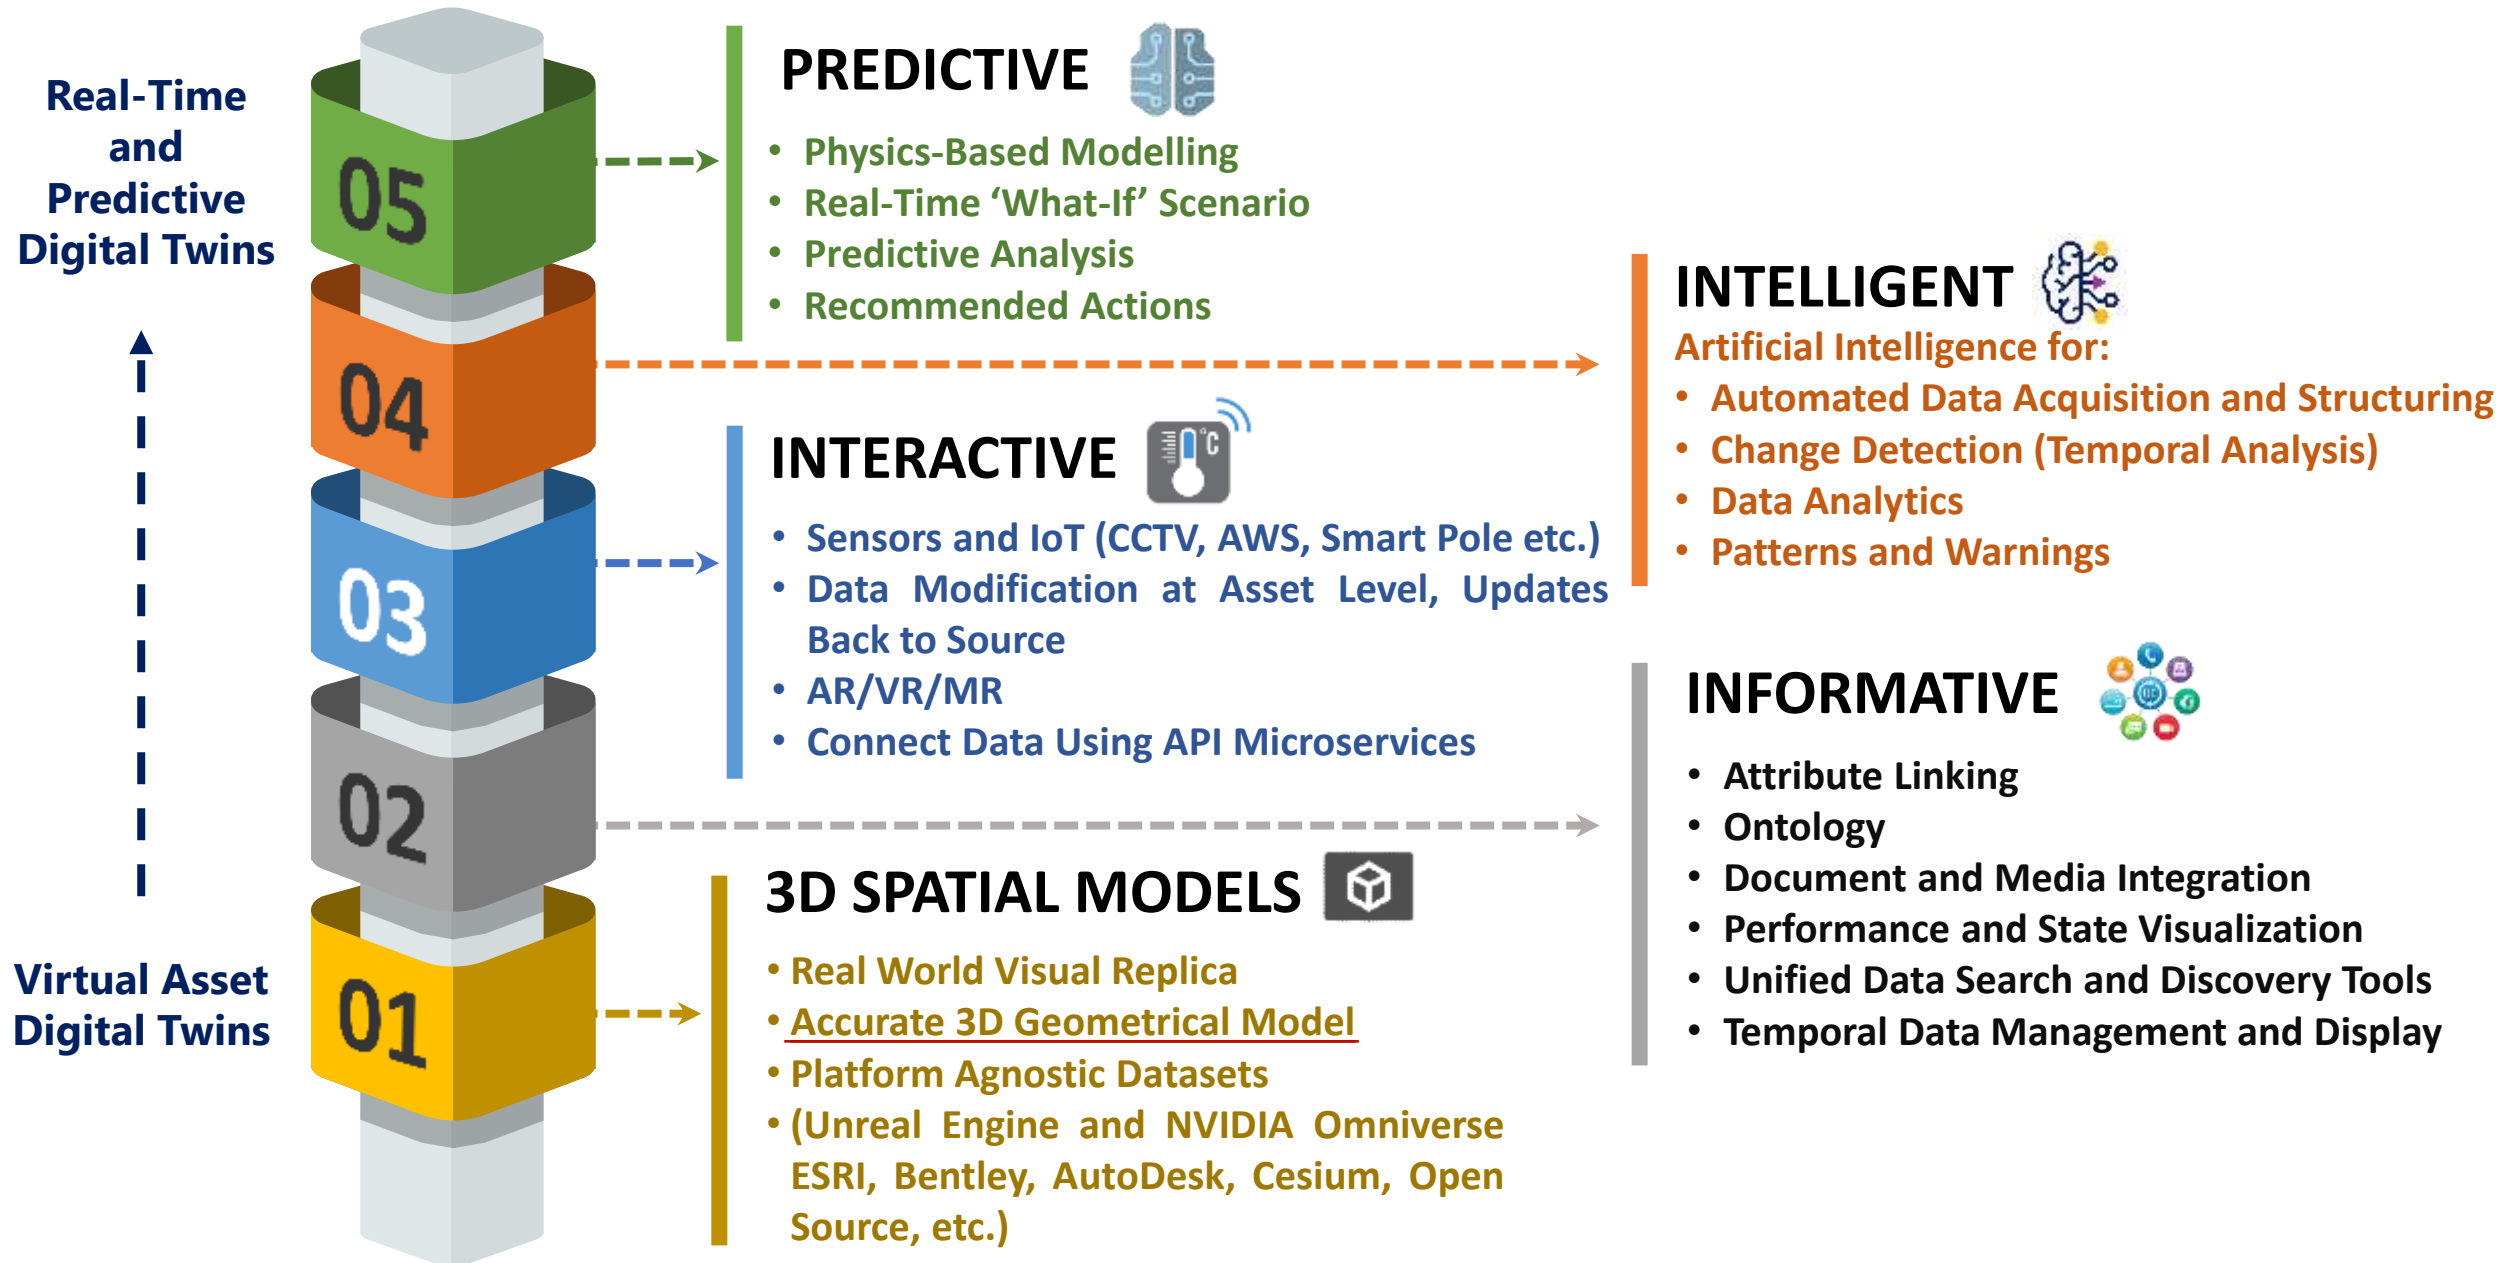 Real-Time
and
Predictive
Digital Twins
Virtual Asset
Digital Twins
05
04
03
02
01
PREDICTIVE
• Physics-Based Modelling
• Real-Time ‘What-If’ Scenario
• Predictive Analysis
• Recommended Actions
INTELLIGENT
Artificial Intelligence for:
• Automated Data Acquisition and Structuring
• Change Detection (Temporal Analysis)
• Data Analytics
• Patterns and Warnings
INTERACTIVE
°C
• Sensors and IoT (CCTV, AWS, Smart Pole etc.)
• Data Modification at Asset Level, Updates
Back to Source
• AR/VR/MR
• Connect Data Using API Microservices
INFORMATIVE
• Attribute Linking
• Ontology
• Document and Media Integration
• Performance and State Visualization
• Unified Data Search and Discovery Tools
• Temporal Data Management and Display
3D SPATIAL MODELS
• Real World Visual Replica
• Accurate 3D Geometrical Model
• Platform Agnostic Datasets
• (Unreal Engine and NVIDIA Omniverse
ESRI, Bentley, AutoDesk, Cesium, Open
Source, etc.)